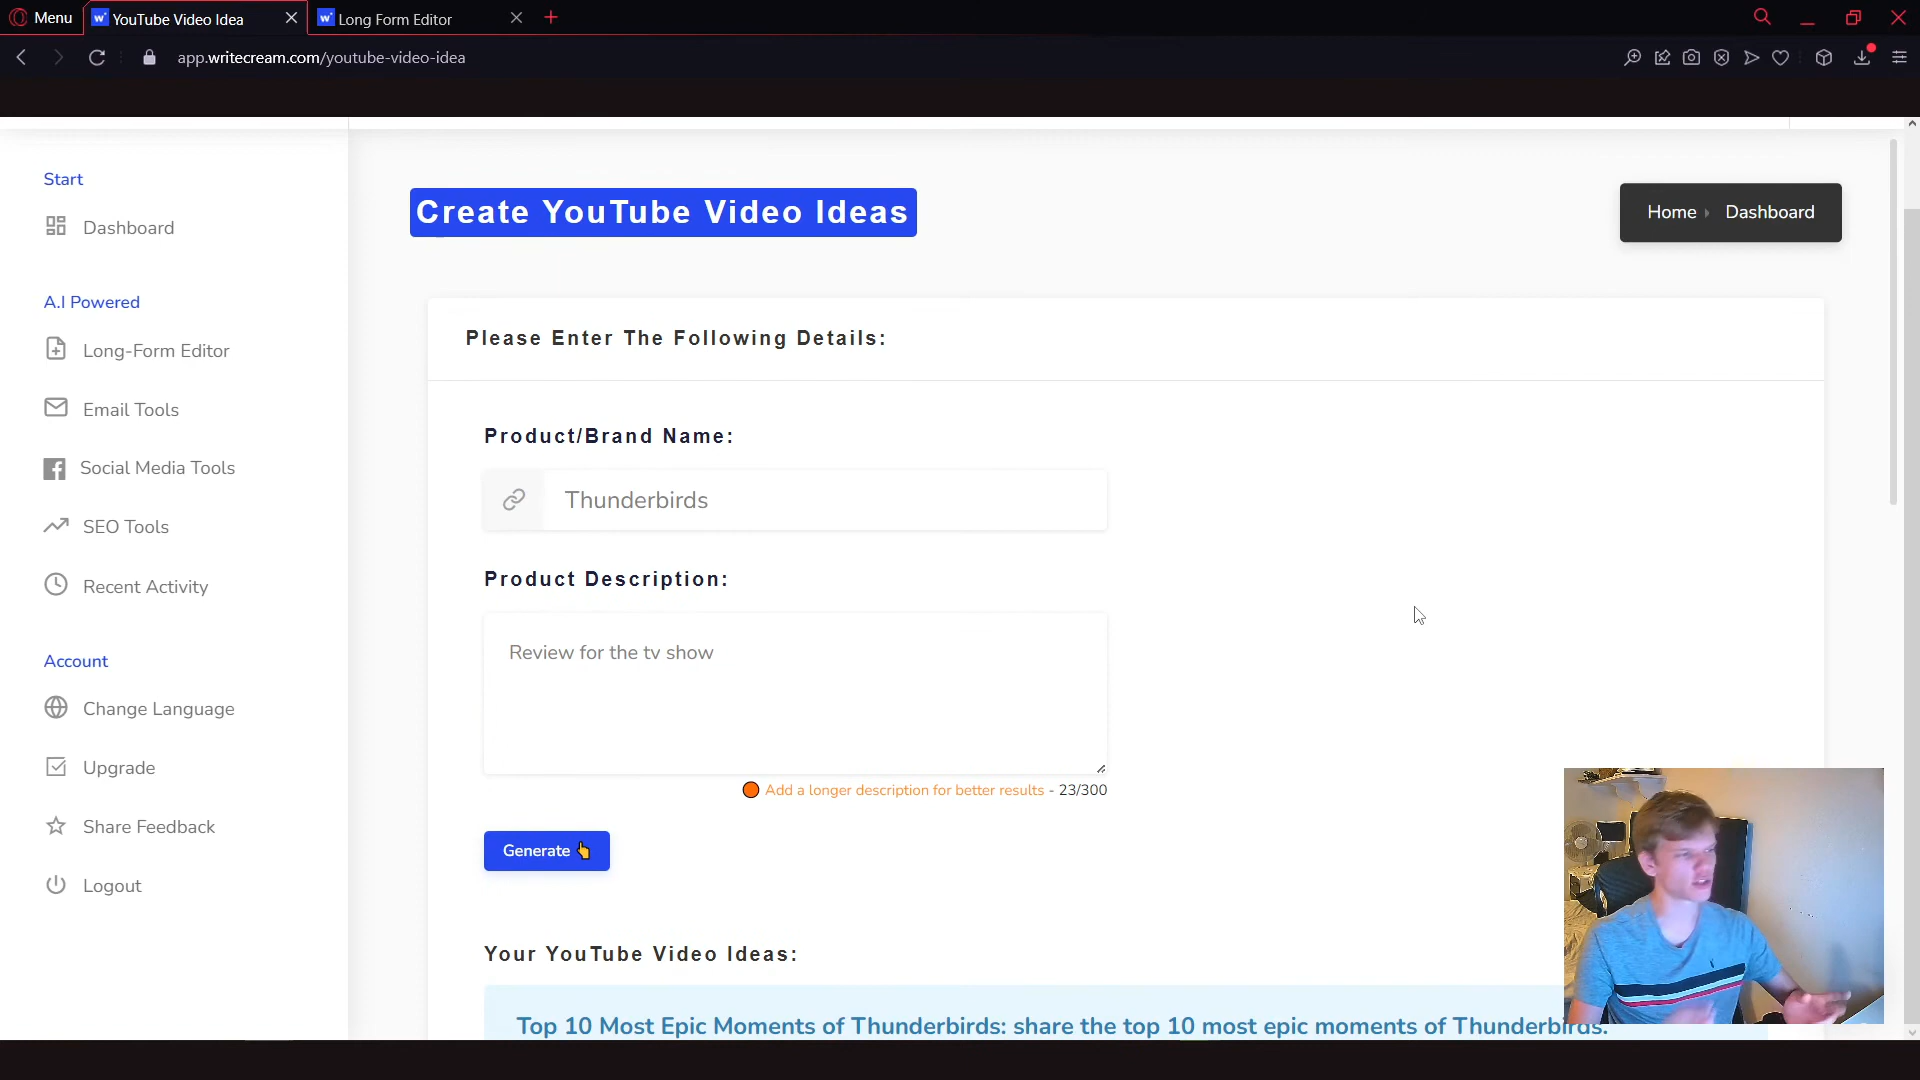 Menu
YouTube Video Idea
Long Form Editor
app.writecream.com/youtube-video-idea
Start
Dashboard
A.I Powered
Long-Form Editor
Email Tools
Social Media Tools
SEO Tools
Recent Activity
Account
Change Language
Upgrade
Share Feedback
Logout
Create YouTube Video Ideas
Home Dashboard
Please Enter The Following Details:
Product/Brand Name:
Thunderbirds
Product Description:
Review for the tv show
Add a longer description for better results - 23/300
Generate
Your YouTube Video Ideas:
Top 10 Most Epic Moments of Thunderbirds: share the top 10 most epic moments of Thunderbirds.